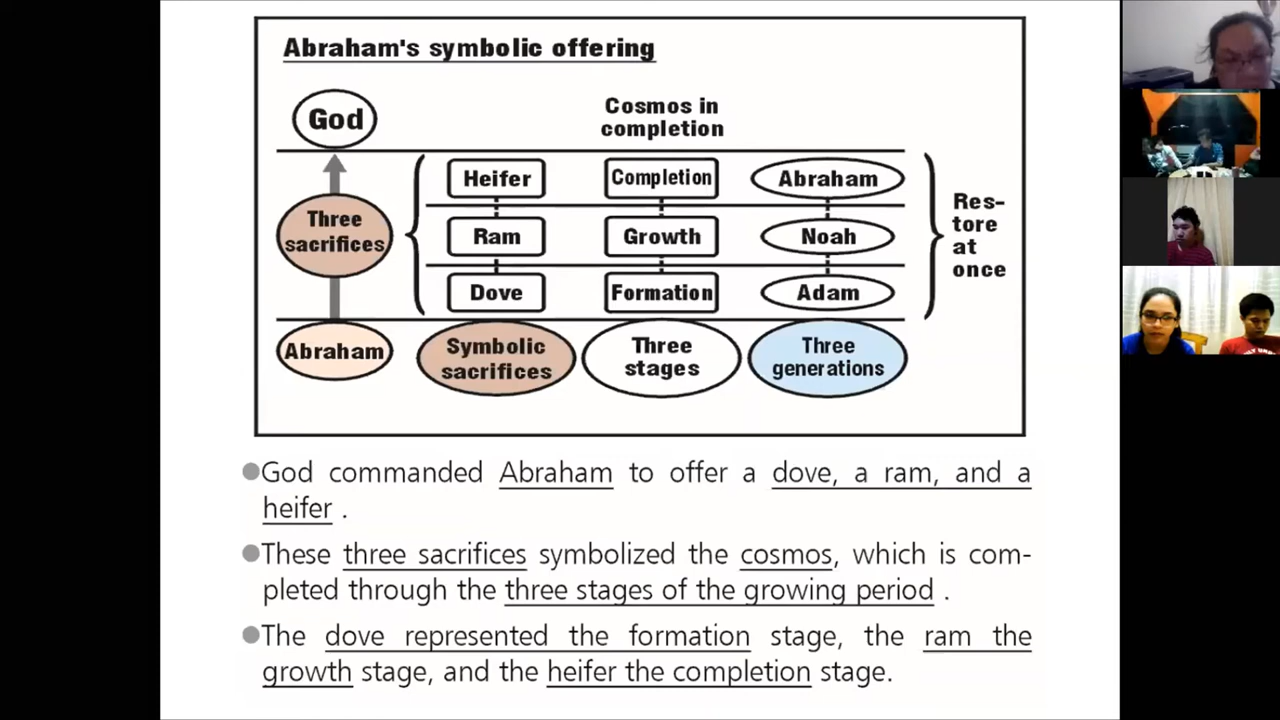 Abraham's symbolic offering
God
Cosmos in
completion
Heifer
Completion
Abraham
Three
sacrifices
Ram
Growth
Noah
Res-
tore
at
once
Dove
Formation
Adam
Abraham
Symbolic
sacrifices
Three
stages
Three
generations
●God commanded Abraham to offer a dove, a ram, and a
heifer .
●These three sacrifices symbolized the cosmos, which is com-
pleted through the three stages of the growing period .
●The dove represented the formation stage, the ram the
growth stage, and the heifer the completion stage.